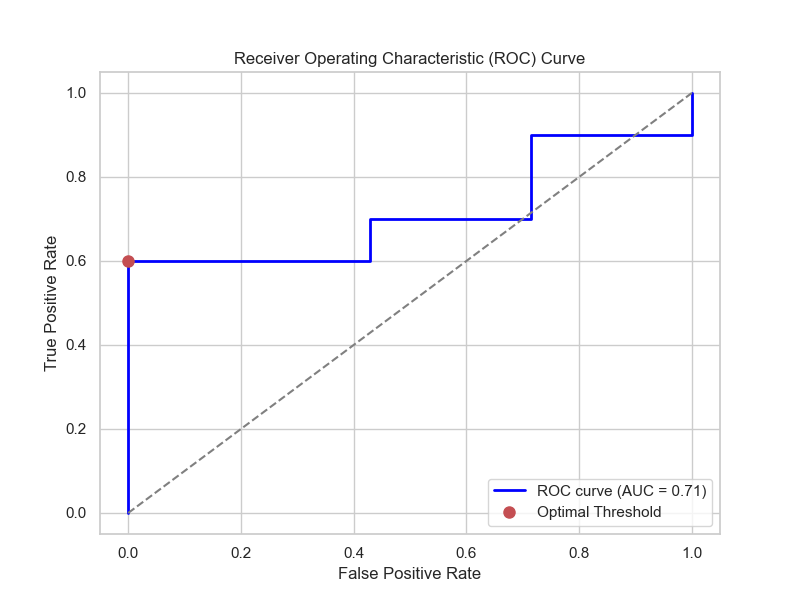 Receiver Operating Characteristic (ROC) Curve
True Positive Rate
1.0
0.8
0.6
0.4
0.2
0.0
0.0 0.2 0.4 0.6 0.8 1.0
False Positive Rate
ROC curve (AUC = 0.71)
Optimal Threshold